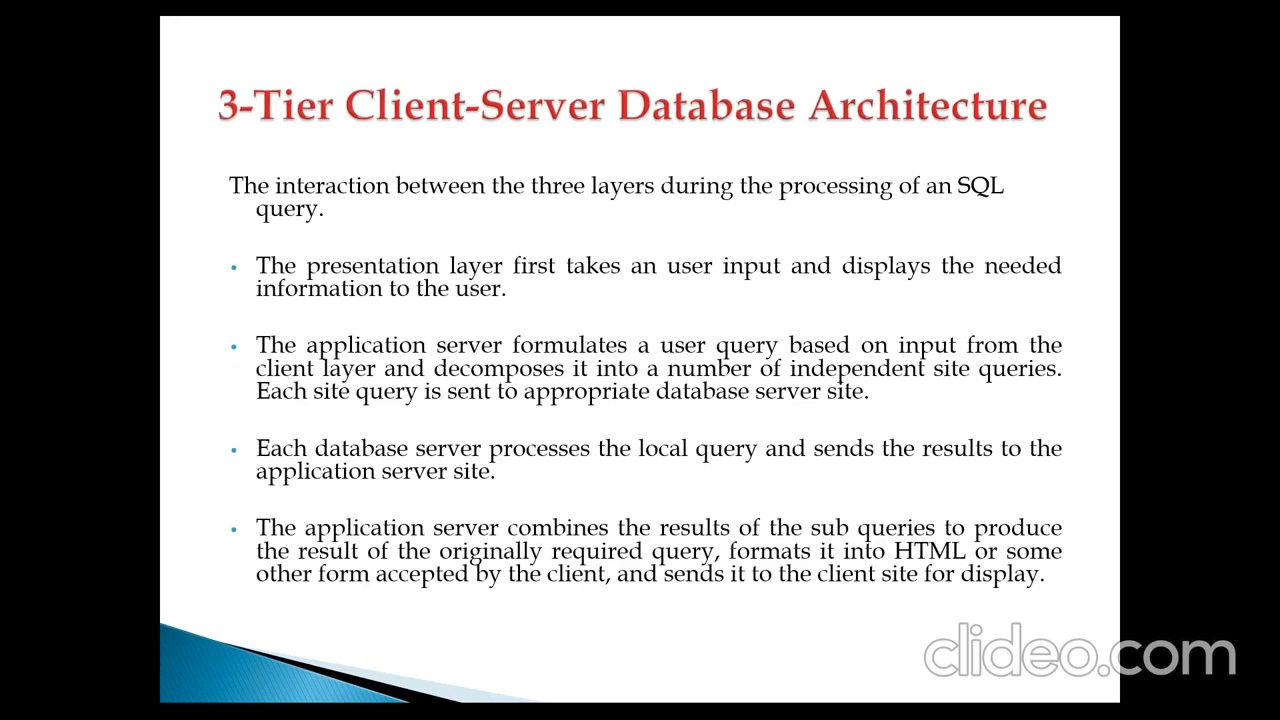 3-Tier Client-Server Database Architecture
The interaction between the three layers during the processing of an SQL
query.
• The presentation layer first takes an user input and displays the needed
information to the user.
• The application server formulates a user query based on input from the
client layer and decomposes it into a number of independent site queries.
Each site query is sent to appropriate database server site.
• Each database server processes the local query and sends the results to the
application server site.
• The application server combines the results of the sub queries to produce
the result of the originally required query, formats it into HTML or some
other form accepted by the client, and sends it to the client site for display.
clideo.com